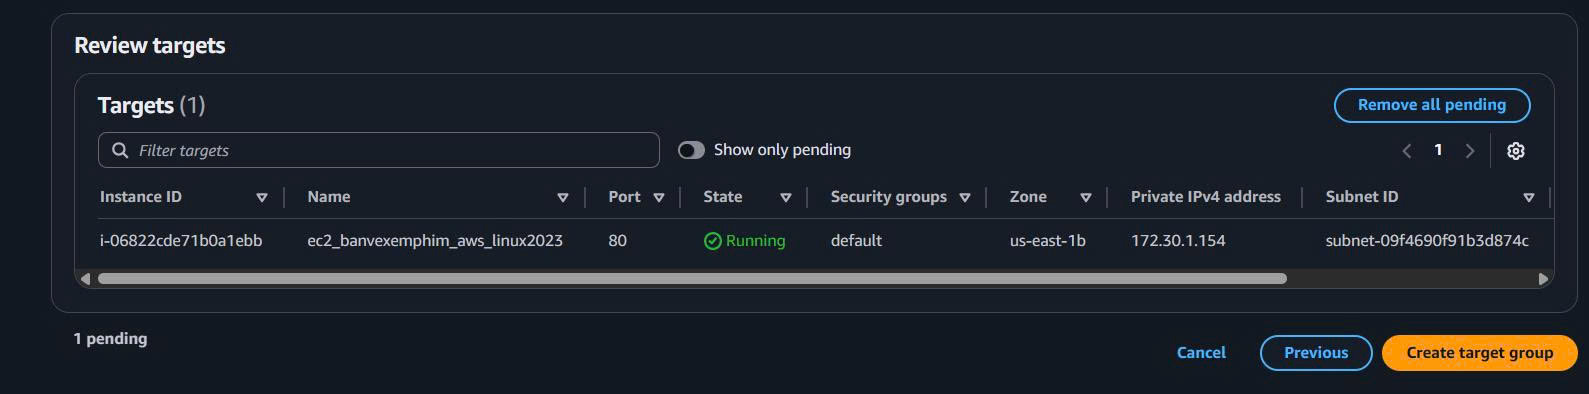 Review targets
Targets (1)
Remove all pending
Filter targets
Show only pending
1
Instance ID Name Port State Security groups Zone Private IPv4 address Subnet ID
i-06822cde71b0a1ebb ec2_banvexemphim_aws_linux2023 80 Running default us-east-1b 172.30.1.154 subnet-09f4690f91b3d874c
1 pending
Cancel Previous Create target group